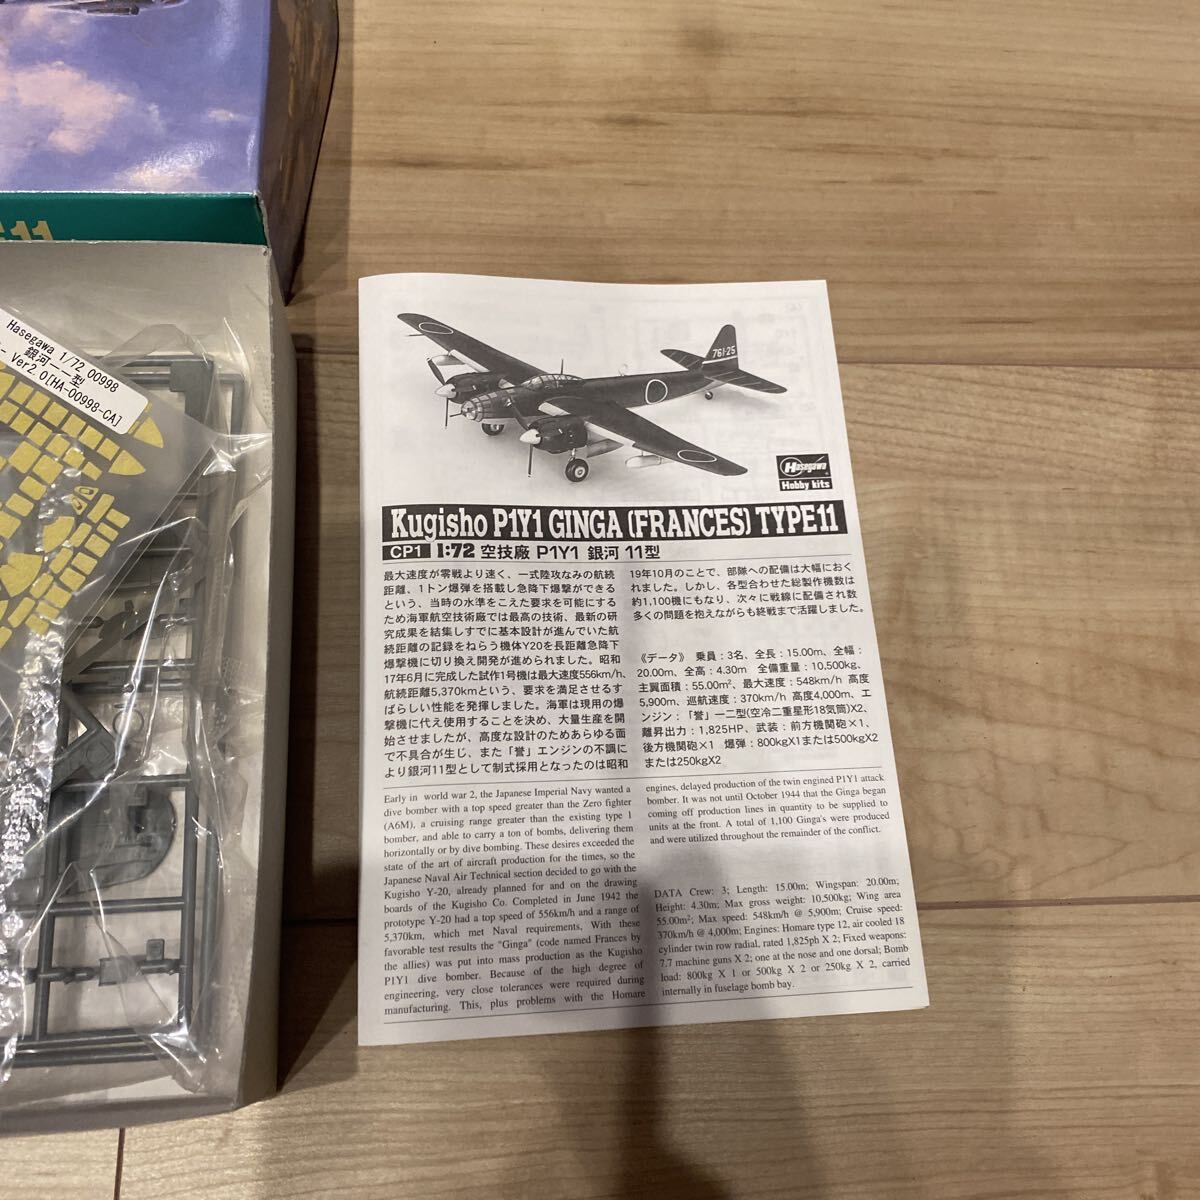 11
Hasegawa 1/72 00998
銀河一一型
Ver2.0[HA-00998-CA]
761-25
Hasegawa
Hobby kits
Kugisho P1Y1 GINGA (FRANCES) TYPE11
CP1 1:72 空技廠 P1Y1 銀河 11型
最大速度が零戦より速く、一式陸攻なみの航続
距離、1トン爆弾を搭載し急降下爆撃ができる
という、当時の水準をこえた要求を可能にする
ため海軍航空技術廠では最高の技術、最新の研
究成果を結集しすでに基本設計が進んでいた航
続距離の記録をねらう機体Y20を長距離急降下
爆撃機に切り換え開発が進められました。昭和
17年6月に完成した試作1号機は最大速度556km/h、
航続距離5,370kmという、要求を満足させるす
ばらしい性能を発揮しました。海軍は現用の爆
撃機に代え使用することを決め、大量生産を開
始させましたが、高度な設計のためあらゆる面
で不具合が生じ、また「誉」エンジンの不調に
より銀河11型として制式採用となったのは昭和
19年10月のことで、部隊への配備は大幅におく
れました。しかし、各型合わせた総製作機数は
約1,100機にもなり、次々に戦線に配備され数
多くの問題を抱えながらも終戦まで活躍しました。
《データ》 乗員：3名、全長：15.00m、全幅：
20.00m、全高：4.30m 全備重量：10,500kg、
主翼面積：55.00m²、最大速度：548km/h 高度
5,900m、巡航速度：370km/h 高度4,000m、エ
ンジン：「誉」一二型(空冷二重星形18気筒)X2、
離昇出力：1,825HP、武装：前方機関砲×1、
後方機関砲×1 爆弾：800kgX1または500kgX2
または250kgX2
Early in world war 2, the Japanese Imperial Navy wanted a
dive bomber with a top speed greater than the Zero fighter
(A6M), a cruising range greater than the existing type 1
bomber, and able to carry a ton of bombs, delivering them
horizontally or by dive bombing. These desires exceeded the
state of the art of aircraft production for the times, so the
Japanese Naval Air Technical section decided to go with the
Kugisho Y-20, already planned for and on the drawing
boards of the Kugisho Co. Completed in June 1942 the
prototype Y-20 had a top speed of 556km/h and a range of
5,370km, which met Naval requirements. With these
favorable test results the "Ginga" (code named Frances by
the allies) was put into mass production as the Kugisho
P1Y1 dive bomber. Because of the high degree of
engineering, very close tolerances were required during
manufacturing. This, plus problems with the Homare
engines, delayed production of the twin engined P1Y1 attack
bomber. It was not until October 1944 that the Ginga began
coming off production lines in quantity to be supplied to
units at the front. A total of 1,100 Ginga's were produced
and were utilized throughout the remainder of the conflict.
DATA Crew: 3; Length: 15.00m; Wingspan: 20.00m;
Height: 4.30m; Max gross weight: 10,500kg; Wing area
55.00m²; Max speed: 548km/h @ 5,900m; Cruise speed:
370km/h @ 4,000m; Engines: Homare type 12, air cooled 18
cylinder twin row radial, rated 1,825ph X 2; Fixed weapons:
7.7 machine guns X 2; one at the nose and one dorsal; Bomb
load: 800kg X 1 or 500kg X 2 or 250kg X 2, carried
internally in fuselage bomb bay.